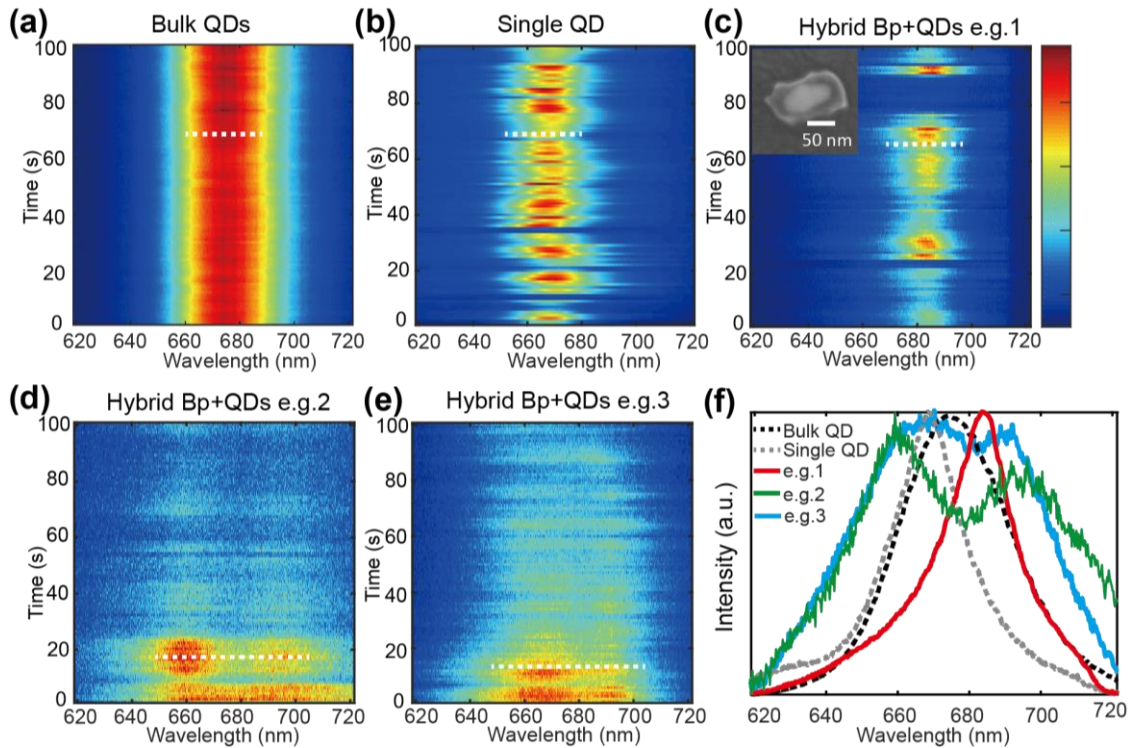 (a) Bulk QDs
(b) Single QD
(c) Hybrid Bp+QDs e.g.1
100
80
60
40
20
0
Time (s)
620 640 660 680 700 720
Wavelength (nm)
100
80
60
40
20
0
Time (s)
620 640 660 680 700 720
Wavelength (nm)
50 nm
100
80
60
40
20
0
Time (s)
620 640 660 680 700 720
Wavelength (nm)
(d) Hybrid Bp+QDs e.g.2
(e) Hybrid Bp+QDs e.g.3
(f)
100
80
60
40
20
0
Time (s)
620 640 660 680 700 720
Wavelength (nm)
100
80
60
40
20
0
Time (s)
620 640 660 680 700 720
Wavelength (nm)
Bulk QD
Single QD
e.g.1
e.g.2
e.g.3
Intensity (a.u.)
620 640 660 680 700 720
Wavelength (nm)